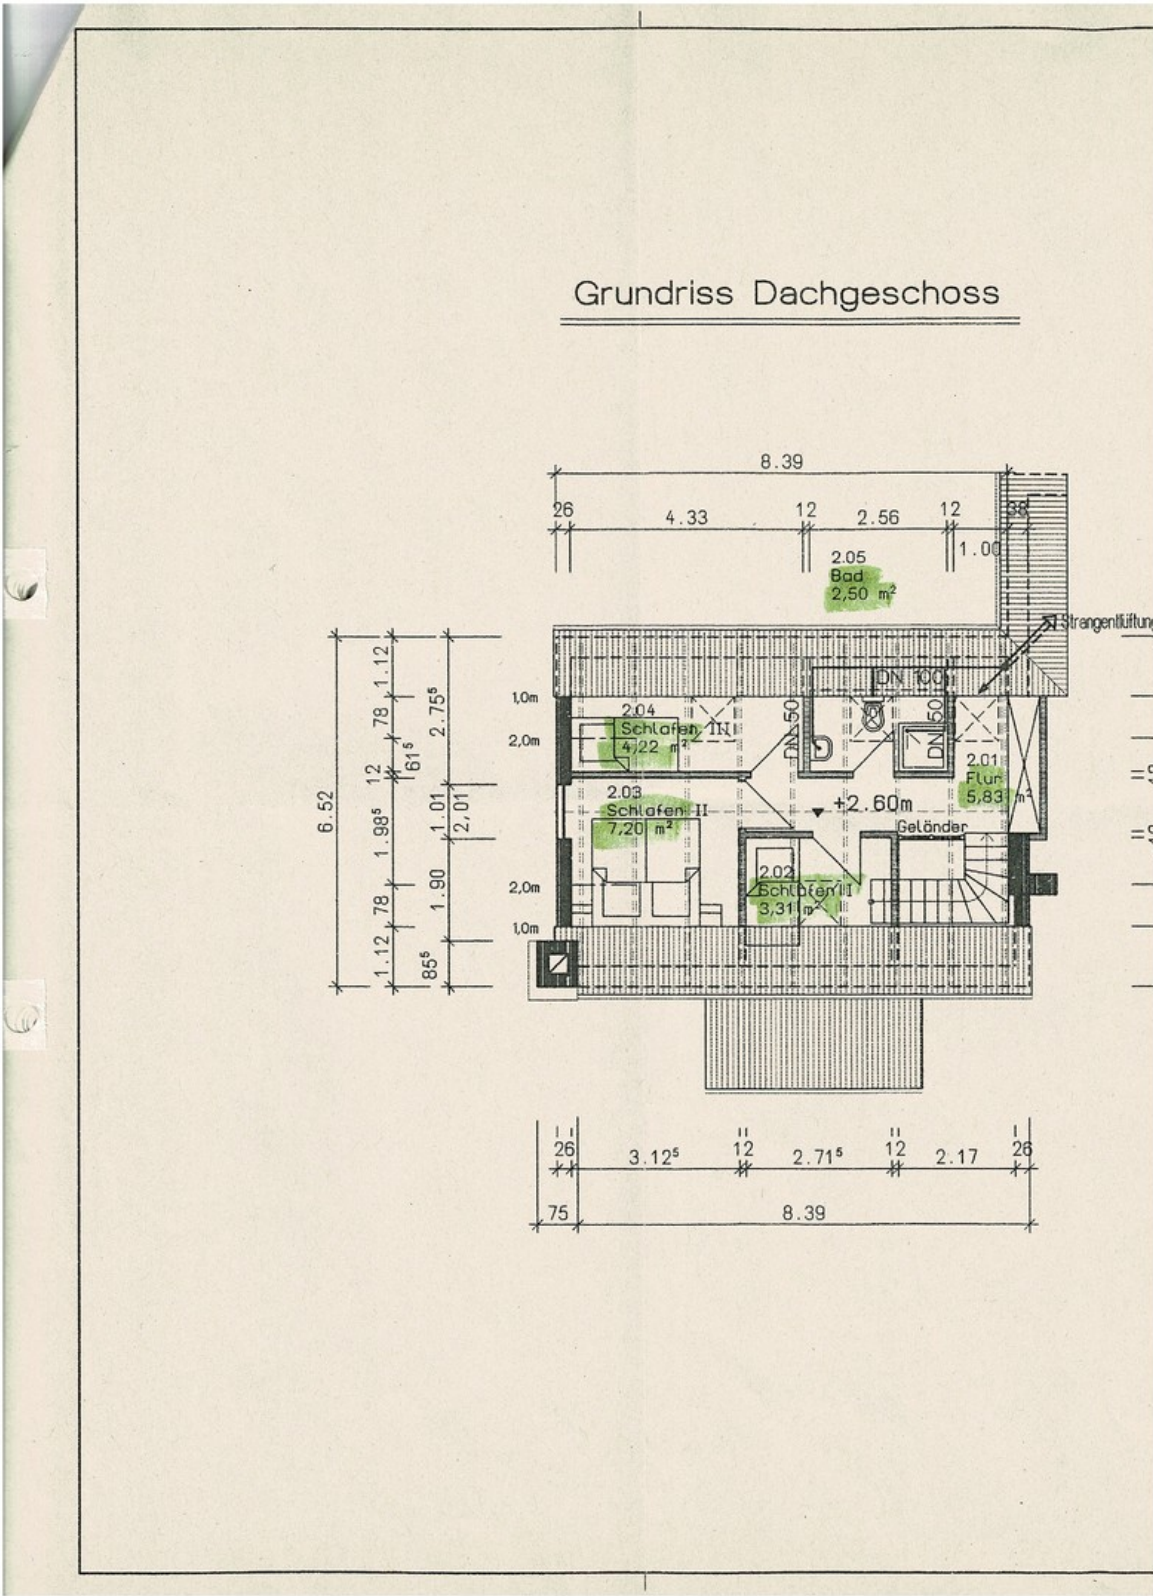 Grundriss Dachgeschoss
8.39
26 4.33 12 2.56 12 38
1.00
2.05
Bad
2,50 m²
Strangentlüftung
DN 100
1,0m
2.04
Schlafen III
4,22 m²
DN 50
DN 50
2,0m
2.01
Flur
5,83 m²
2.03
Schlafen II
7,20 m²
+2.60m
Geländer
2.02
Schlafen II
3,31 m²
2,0m
1,0m
6.52
1.12
78
12
1.98⁵
78
1.12
61⁵
2.75⁵
1.01
2,01
1.90
85⁵
26 3.12⁵ 12 2.71⁵ 12 2.17 26
75 8.39